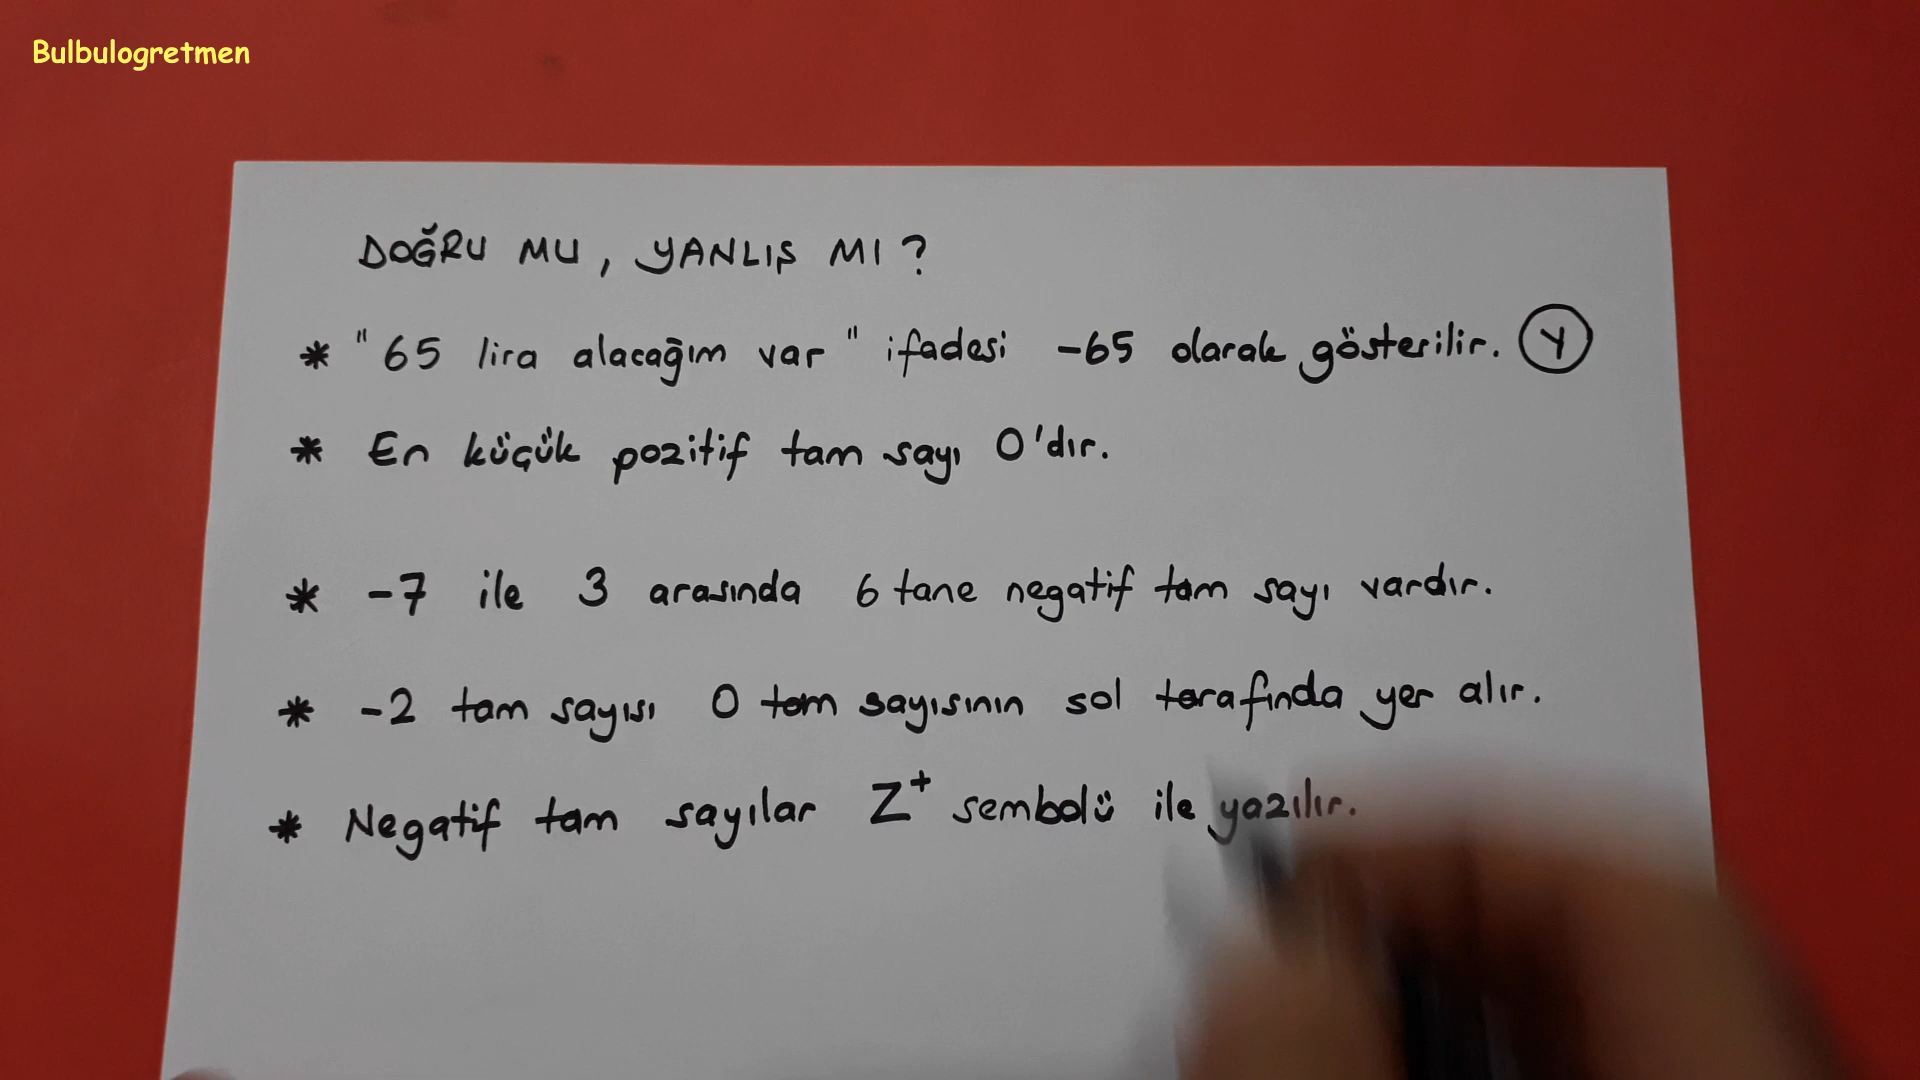 Bulbulogretmen
DOĞRU MU, YANLIŞ MI?
* "65 lira alacağım var" ifadesi -65 olarak gösterilir. Y
* En küçük pozitif tam sayı 0'dır.
* -7 ile 3 arasında 6 tane negatif tam sayı vardır.
* -2 tam sayısı 0 tam sayısının sol tarafında yer alır.
* Negatif tam sayılar Z⁺ sembolü ile yazılır.